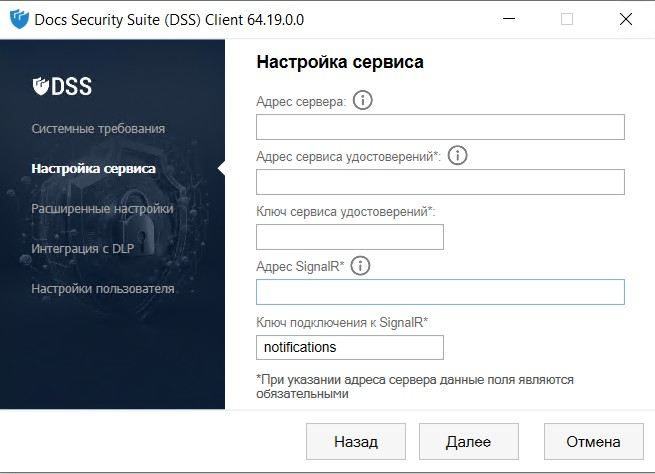 Docs Security Suite (DSS) Client 64.19.0.0
DSS
Системные требования
Настройка сервиса
Расширенные настройки
Интеграция с DLP
Настройки пользователя
Настройка сервиса
Адрес сервера:
Адрес сервиса удостоверений*:
Ключ сервиса удостоверений*:
Адрес SignalR*
Ключ подключения к SignalR*
notifications
*При указании адреса сервера данные поля являются
обязательными
Назад
Далее
Отмена